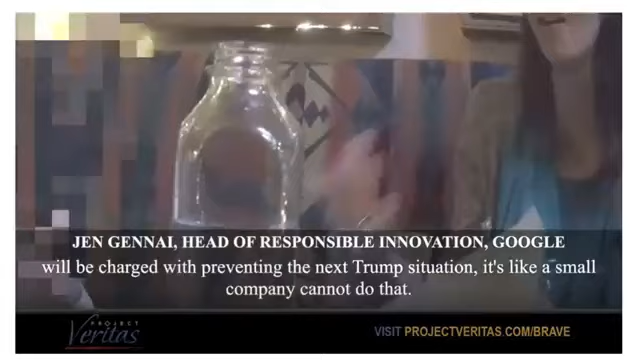 JEN GENNAI, HEAD OF RESPONSIBLE INNOVATION, GOOGLE
will be charged with preventing the next Trump situation, it's like a small
company cannot do that.
PROJECT
Veritas
VISIT PROJECTVERITAS.COM/BRAVE